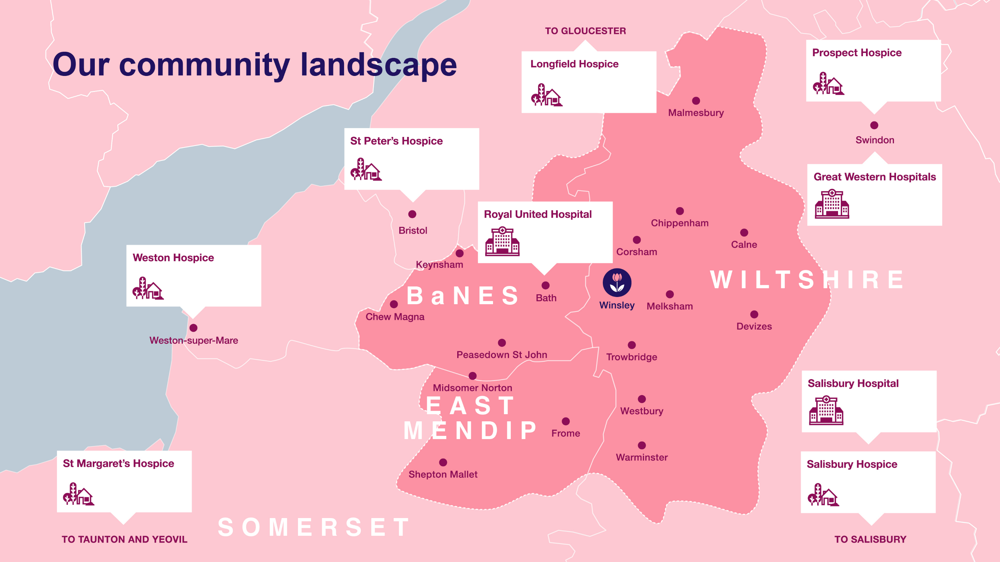 Our community landscape
TO GLOUCESTER
Longfield Hospice
Prospect Hospice
Malmesbury
Swindon
St Peter’s Hospice
Bristol
Great Western Hospitals
Royal United Hospital
Chippenham
Calne
Corsham
Keynsham
Weston Hospice
WILTSHIRE
BaNES
Bath
Winsley
Melksham
Chew Magna
Devizes
Weston-super-Mare
Peasedown St John
Trowbridge
Midsomer Norton
Salisbury Hospital
EAST
MENDIP
Westbury
Frome
Warminster
St Margaret’s Hospice
Salisbury Hospice
Shepton Mallet
SOMERSET
TO TAUNTON AND YEOVIL
TO SALISBURY